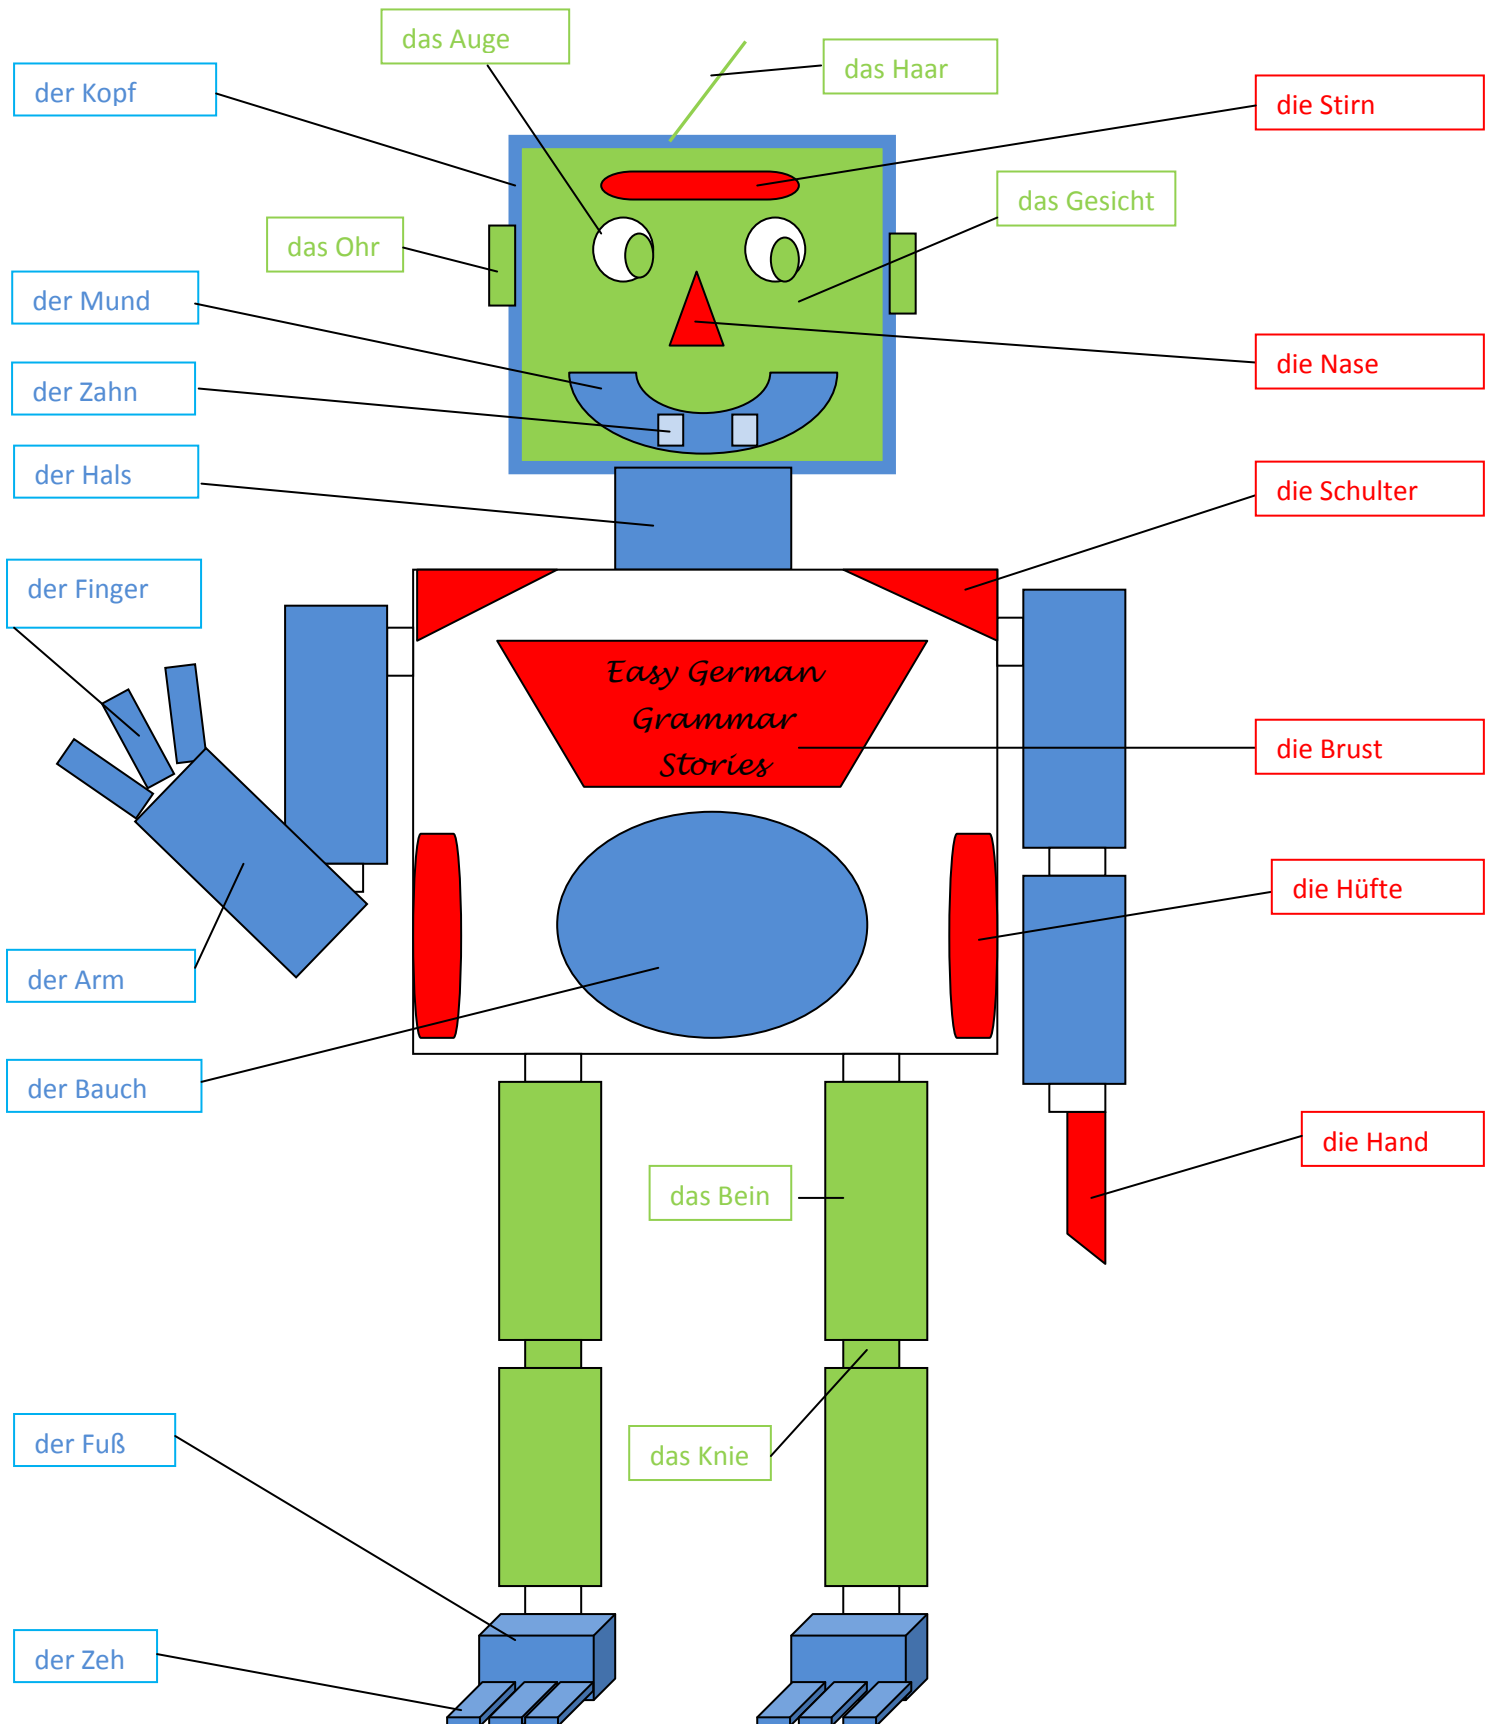 das Auge
das Haar
der Kopf
die Stirn
das Gesicht
das Ohr
der Mund
die Nase
der Zahn
der Hals
die Schulter
der Finger
Easy German
Grammar
Stories
die Brust
die Hüfte
der Arm
der Bauch
die Hand
das Bein
der Fuß
das Knie
der Zeh